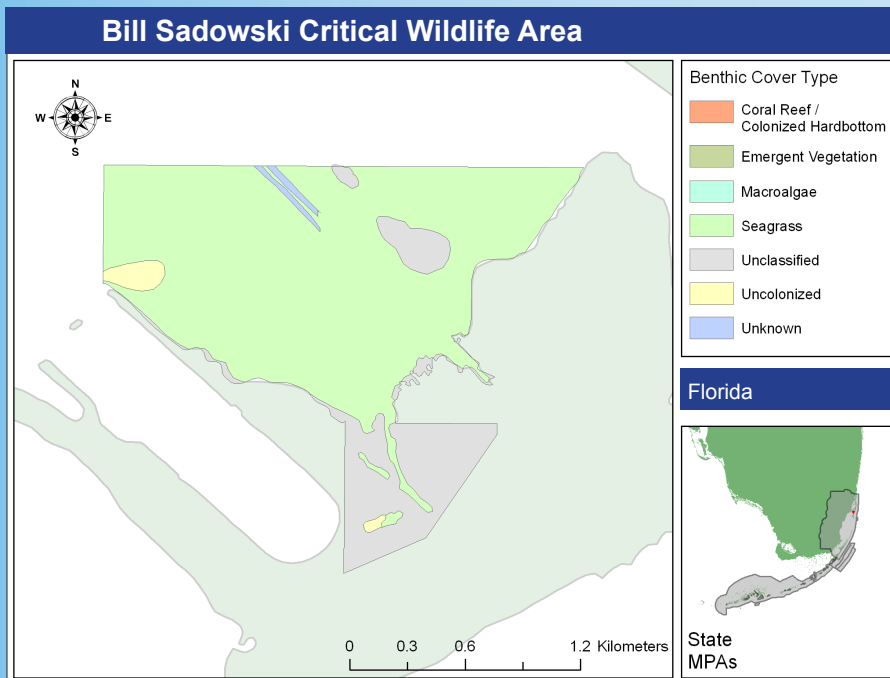 Bill Sadowski Critical Wildlife Area
N
W E
S
0 0.3 0.6 1.2 Kilometers
Benthic Cover Type
Coral Reef /
Colonized Hardbottom
Emergent Vegetation
Macroalgae
Seagrass
Unclassified
Uncolonized
Unknown
Florida
State
MPAs